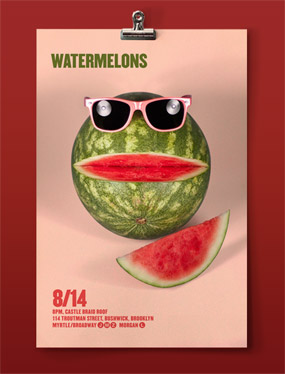 WATERMELONS
8/14
8PM, CASTLE BRAID ROOF
114 TROUTMAN STREET, BUSHWICK, BROOKLYN
MYRTLE/BROADWAY J M Z MORGAN L